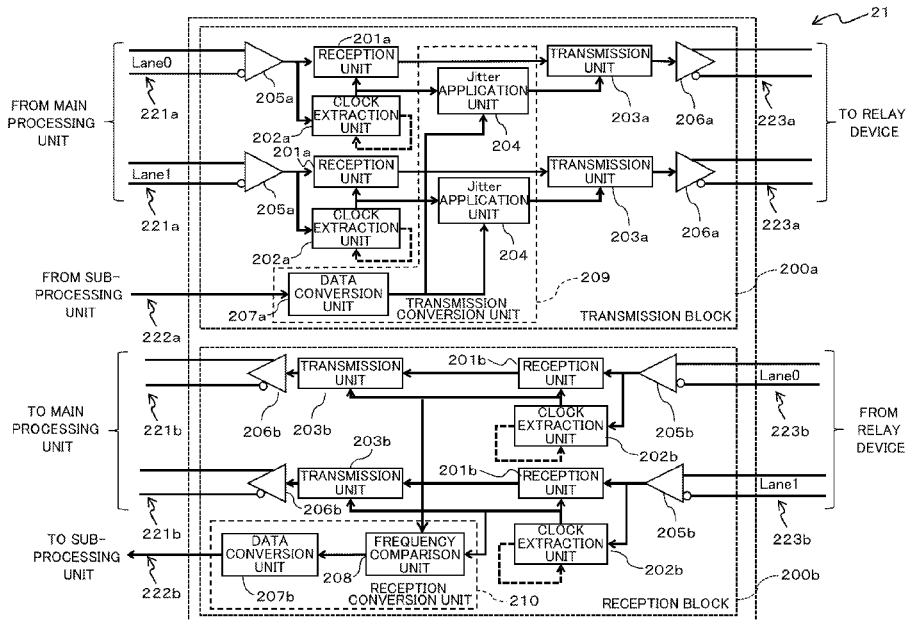 21
201a
RECEPTION
UNIT
TRANSMISSION
UNIT
Lane0
205a
Jitter
APPLICATION
UNIT
203a
206a
223a
221a
FROM MAIN
PROCESSING
UNIT
CLOCK
EXTRACTION
UNIT
202a
204
TO RELAY
DEVICE
201a
RECEPTION
UNIT
TRANSMISSION
UNIT
Lane1
205a
Jitter
APPLICATION
UNIT
203a
206a
223a
221a
CLOCK
EXTRACTION
UNIT
202a
204
FROM SUB-
PROCESSING
UNIT
222a
DATA
CONVERSION
UNIT
207a
TRANSMISSION
CONVERSION UNIT
209
200a
TRANSMISSION BLOCK
TRANSMISSION
UNIT
201b
RECEPTION
UNIT
Lane0
221b
206b
203b
CLOCK
EXTRACTION
UNIT
202b
205b
223b
TO MAIN
PROCESSING
UNIT
FROM
RELAY
DEVICE
203b
TRANSMISSION
UNIT
201b
RECEPTION
UNIT
Lane1
221b
206b
CLOCK
EXTRACTION
UNIT
202b
205b
223b
TO SUB-
PROCESSING
UNIT
222b
DATA
CONVERSION
UNIT
207b
208
FREQUENCY
COMPARISON
UNIT
RECEPTION
CONVERSION UNIT
210
200b
RECEPTION BLOCK